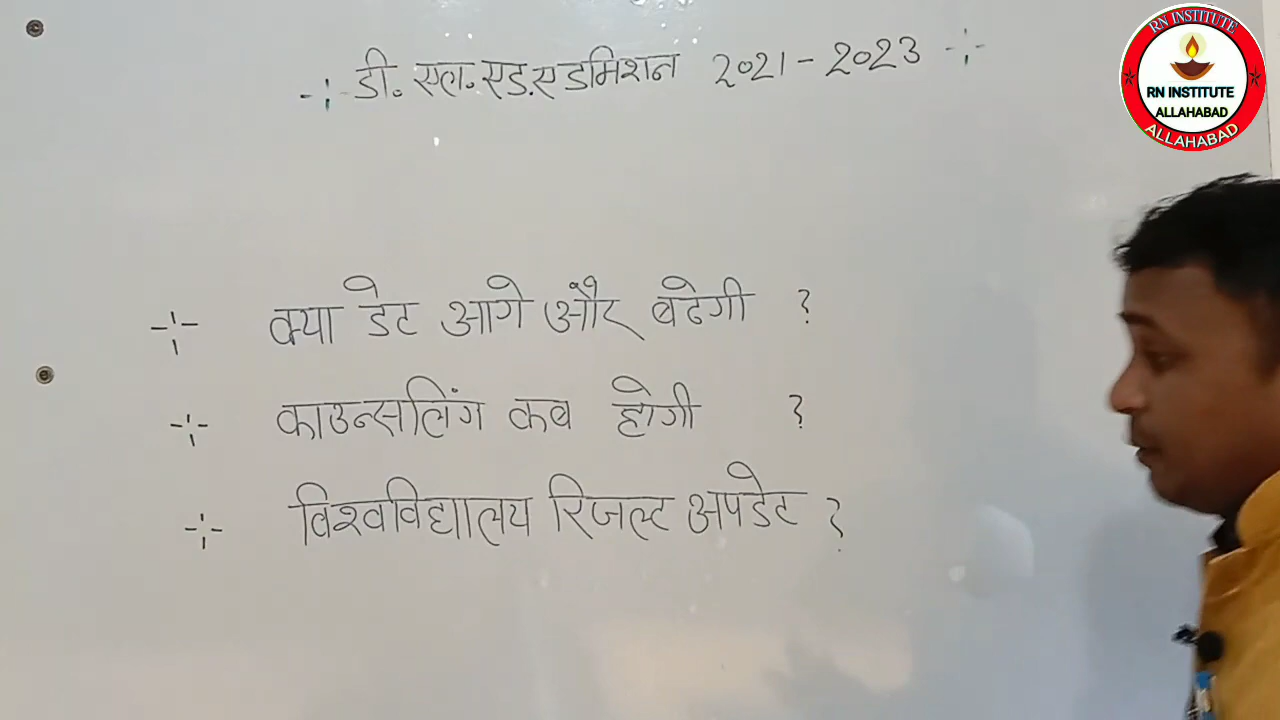 -:- डी. एल. एड. एडमिशन 2021 - 2023 -:-
RN INSTITUTE
RN INSTITUTE
ALLAHABAD
ALLAHABAD
-:- क्या डेट आगे और बढेगी ?
-:- काउन्सलिंग कब होगी ?
-:- विश्वविद्यालय रिजल्ट अपडेट ?